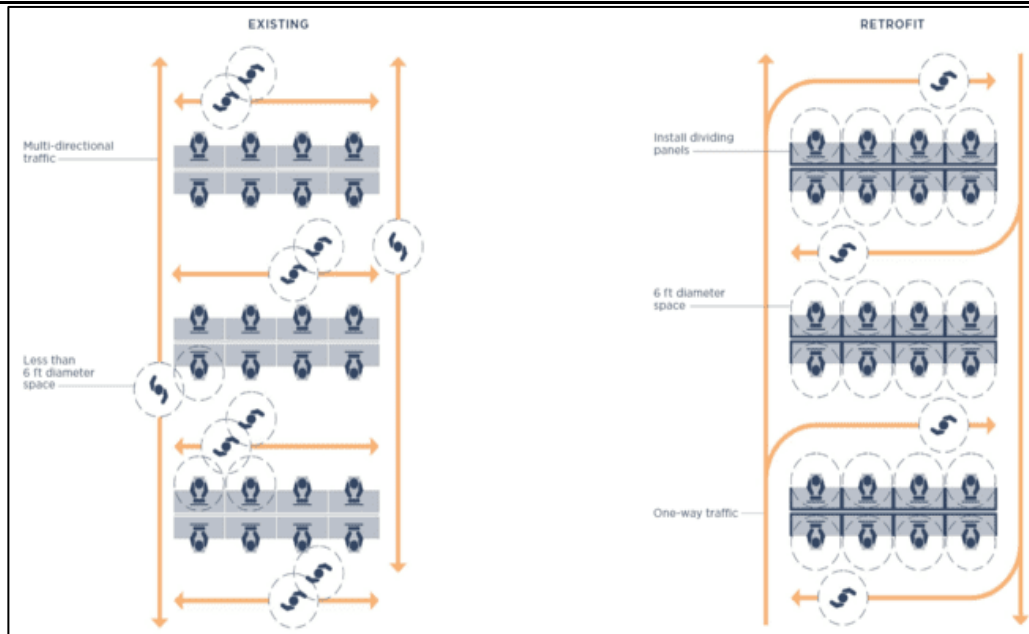 EXISTING
Multi-directional
traffic
Less than
6 ft diameter
space
RETROFIT
Install dividing
panels
6 ft diameter
space
One-way traffic